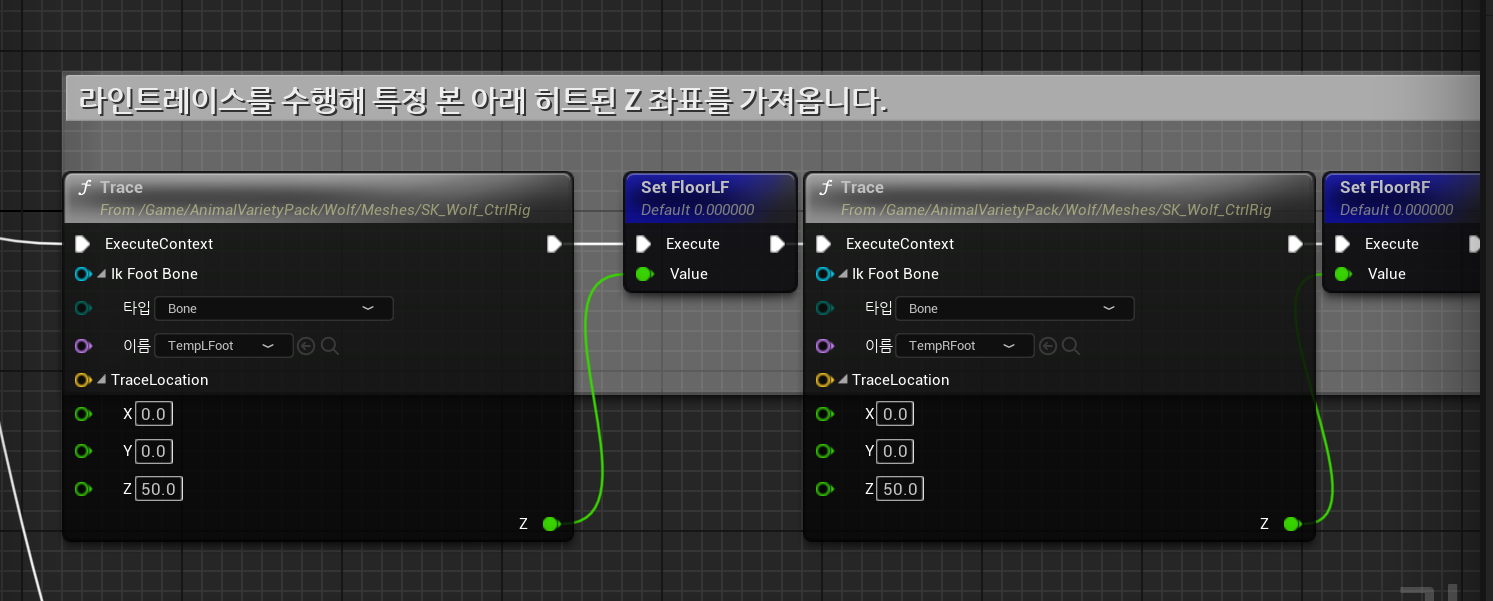 라인트레이스를 수행해 특정 본 아래 히트된 Z 좌표를 가져옵니다.
Trace
From /Game/AnimalVarietyPack/Wolf/Meshes/SK_Wolf_CtrlRig
ExecuteContext
Ik Foot Bone
타입 Bone
이름 TempLFoot
TraceLocation
X 0.0
Y 0.0
Z 50.0
Z
Set FloorLF
Default 0.000000
Execute
Value
Trace
From /Game/AnimalVarietyPack/Wolf/Meshes/SK_Wolf_CtrlRig
ExecuteContext
Ik Foot Bone
타입 Bone
이름 TempRFoot
TraceLocation
X 0.0
Y 0.0
Z 50.0
Z
Set FloorRF
Default 0.000000
Execute
Value